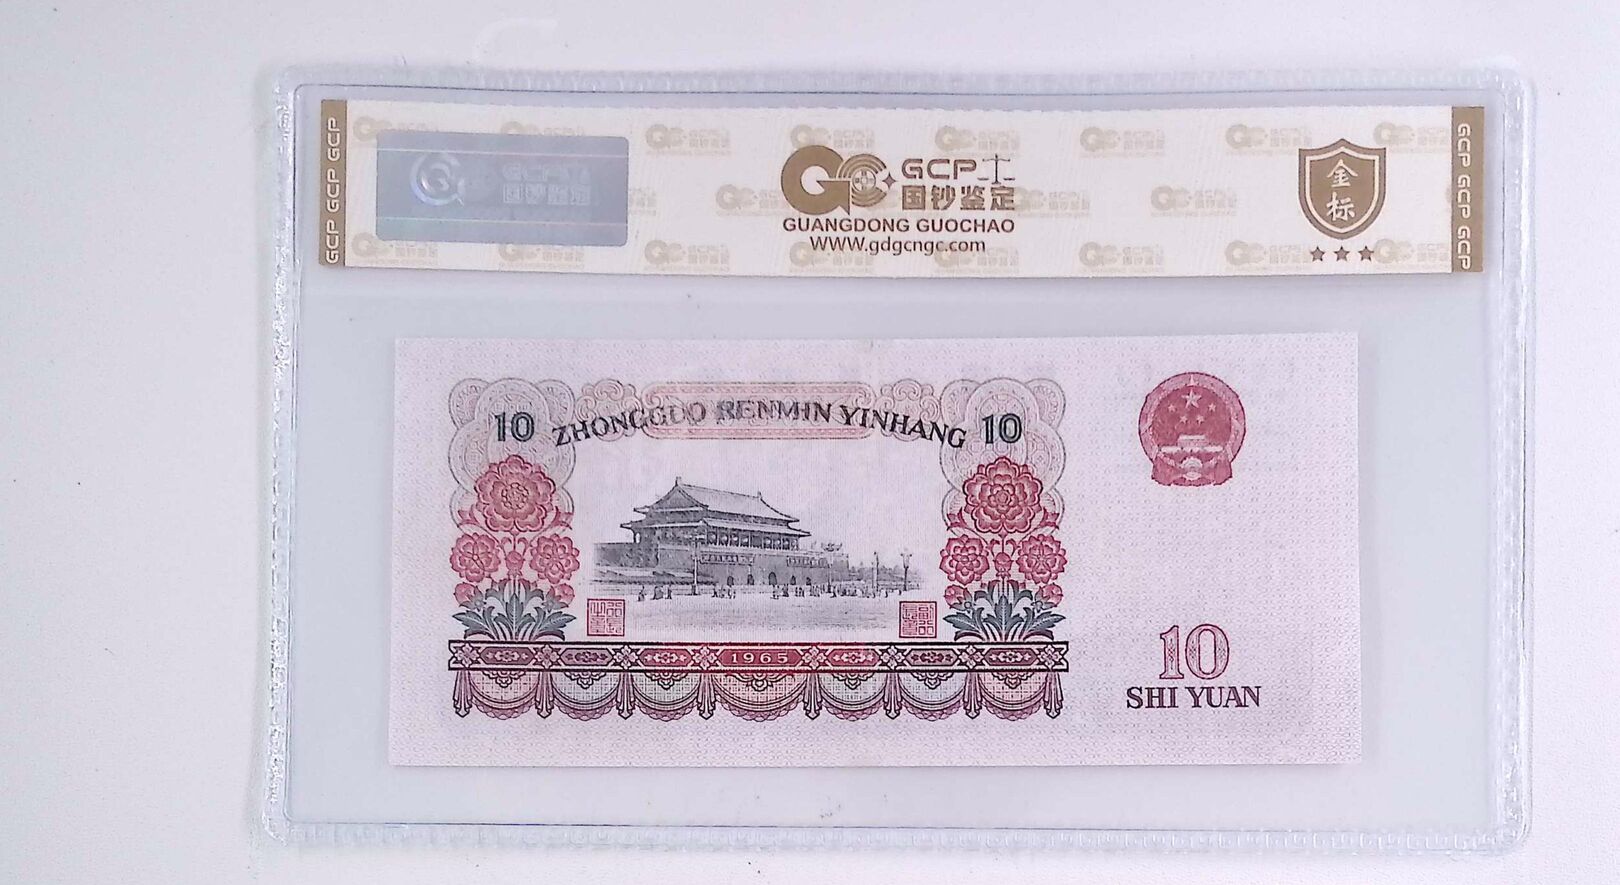 GCP GCP GCP
GCP
国钞鉴定
GUANGDONG GUOCHAO
WWW.gdgcngc.com
金
标
GCP GCP GCP
10 ZHONGGUO RENMIN YINHANG 10
1965
10
SHI YUAN